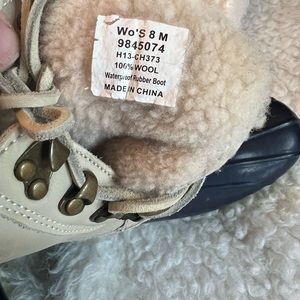 Wo'S 8 M
9845074
H13-CH373
100% WOOL
Waterproof Rubber Boot
MADE IN CHINA